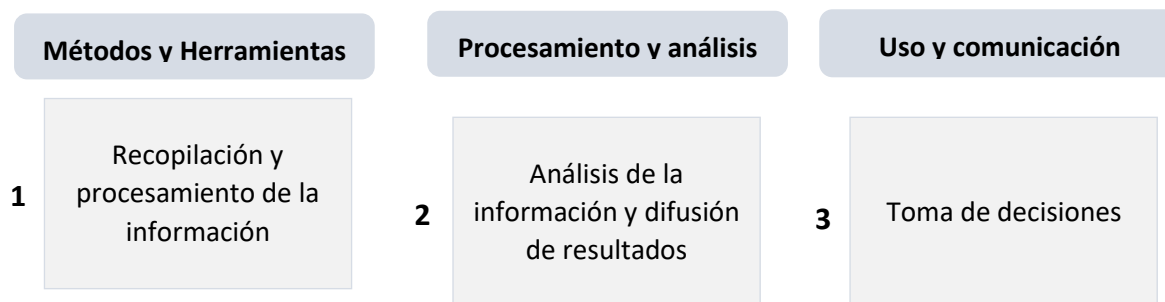 Métodos y Herramientas
Procesamiento y análisis
Uso y comunicación
1
Recopilación y
procesamiento de la
información
2
Análisis de la
información y difusión
de resultados
3
Toma de decisiones